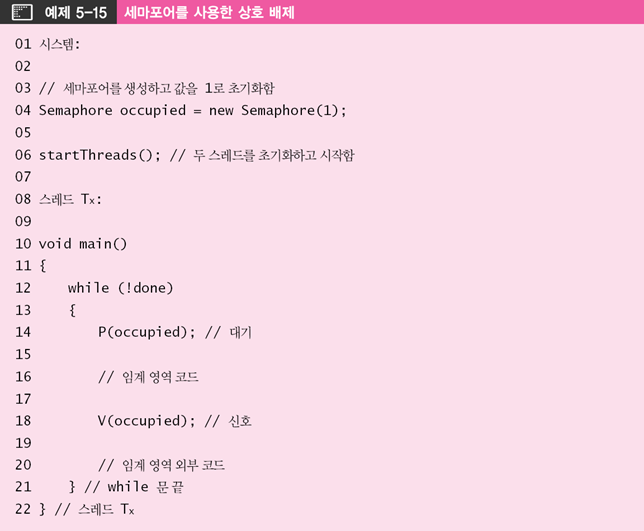 예제 5-15 세마포어를 사용한 상호 배제
01 시스템:
02
03 // 세마포어를 생성하고 값을 1로 초기화함
04 Semaphore occupied = new Semaphore(1);
05
06 startThreads(); // 두 스레드를 초기화하고 시작함
07
08 스레드 Tₓ:
09
10 void main()
11 {
12 while (!done)
13 {
14 P(occupied); // 대기
15
16 // 임계 영역 코드
17
18 V(occupied); // 신호
19
20 // 임계 영역 외부 코드
21 } // while 문 끝
22 } // 스레드 Tₓ